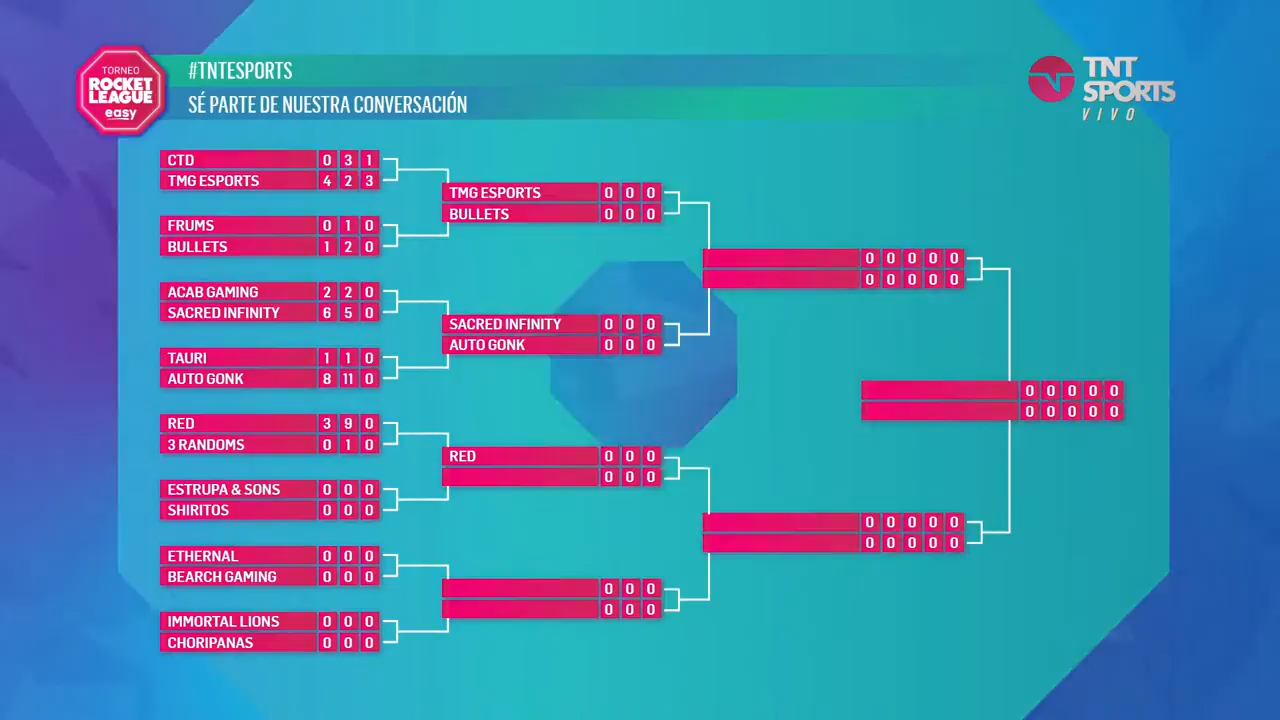 TORNEO
ROCKET
LEAGUE
easy
#TNTESPORTS
SÉ PARTE DE NUESTRA CONVERSACIÓN
TNT
SPORTS
VIVO
CTD 0 3 1
TMG ESPORTS 4 2 3
FRUMS 0 1 0
BULLETS 1 2 0
ACAB GAMING 2 2 0
SACRED INFINITY 6 5 0
TAURI 1 1 0
AUTO GONK 8 11 0
RED 3 9 0
3 RANDOMS 0 1 0
ESTRUPA & SONS 0 0 0
SHIRITOS 0 0 0
ETHERNAL 0 0 0
BEARCH GAMING 0 0 0
IMMORTAL LIONS 0 0 0
CHORIPANAS 0 0 0
TMG ESPORTS 0 0 0
BULLETS 0 0 0
SACRED INFINITY 0 0 0
AUTO GONK 0 0 0
RED 0 0 0
0 0 0
0 0 0
0 0 0
0 0 0 0 0
0 0 0 0 0
0 0 0 0 0
0 0 0 0 0
0 0 0 0 0
0 0 0 0 0